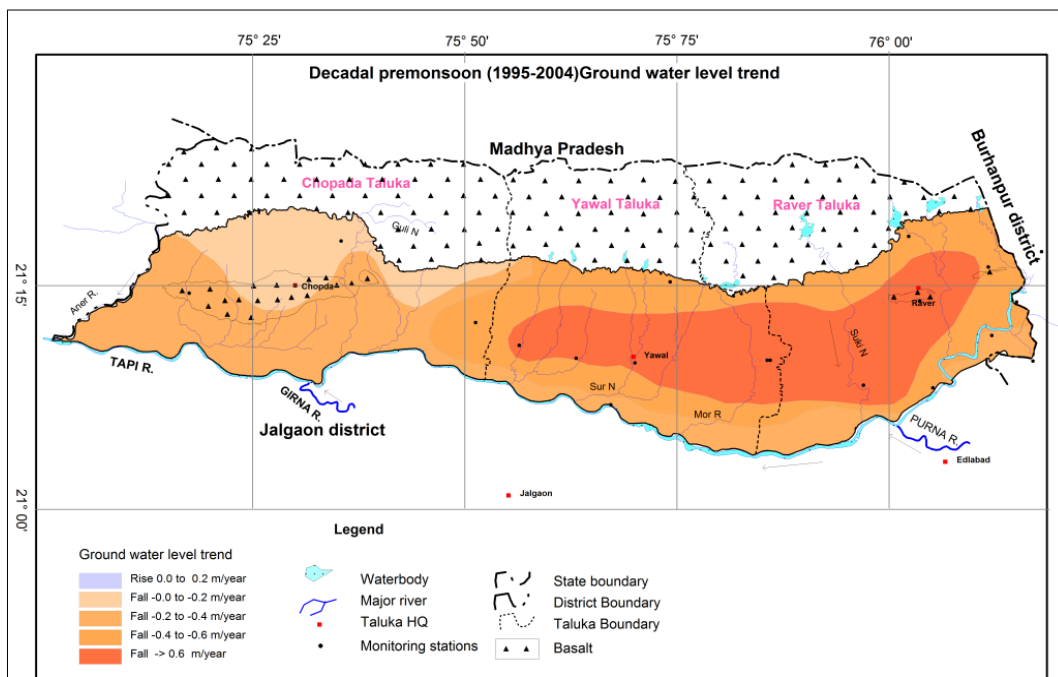 75° 25' 75° 50' 75° 75' 76° 00'
Decadal premonsoon (1995-2004)Ground water level trend
Madhya Pradesh
Burhanpur district
Chopada Taluka
Yawal Taluka
Raver Taluka
Guli N
21° 15'
Aner R.
Chopda
Raver
Suki N
Yawal
TAPI R.
Sur N
Mor R
GIRNA R.
PURNA R.
Jalgaon district
Edlabad
Jalgaon
21° 00'
Legend
Ground water level trend
Rise 0.0 to 0.2 m/year
Fall -0.0 to -0.2 m/year
Fall -0.2 to -0.4 m/year
Fall -0.4 to -0.6 m/year
Fall -> 0.6 m/year
Waterbody
Major river
Taluka HQ
Monitoring stations
State boundary
District Boundary
Taluka Boundary
Basalt